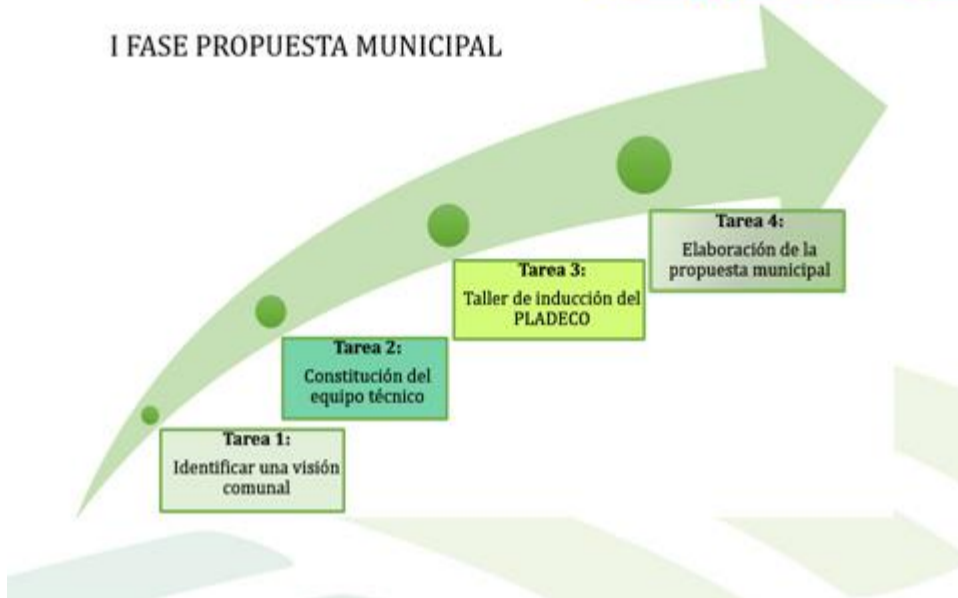 I FASE PROPUESTA MUNICIPAL
Tarea 1:
Identificar una visión
comunal
Tarea 2:
Constitución del
equipo técnico
Tarea 3:
Taller de inducción del
PLADECO
Tarea 4:
Elaboración de la
propuesta municipal